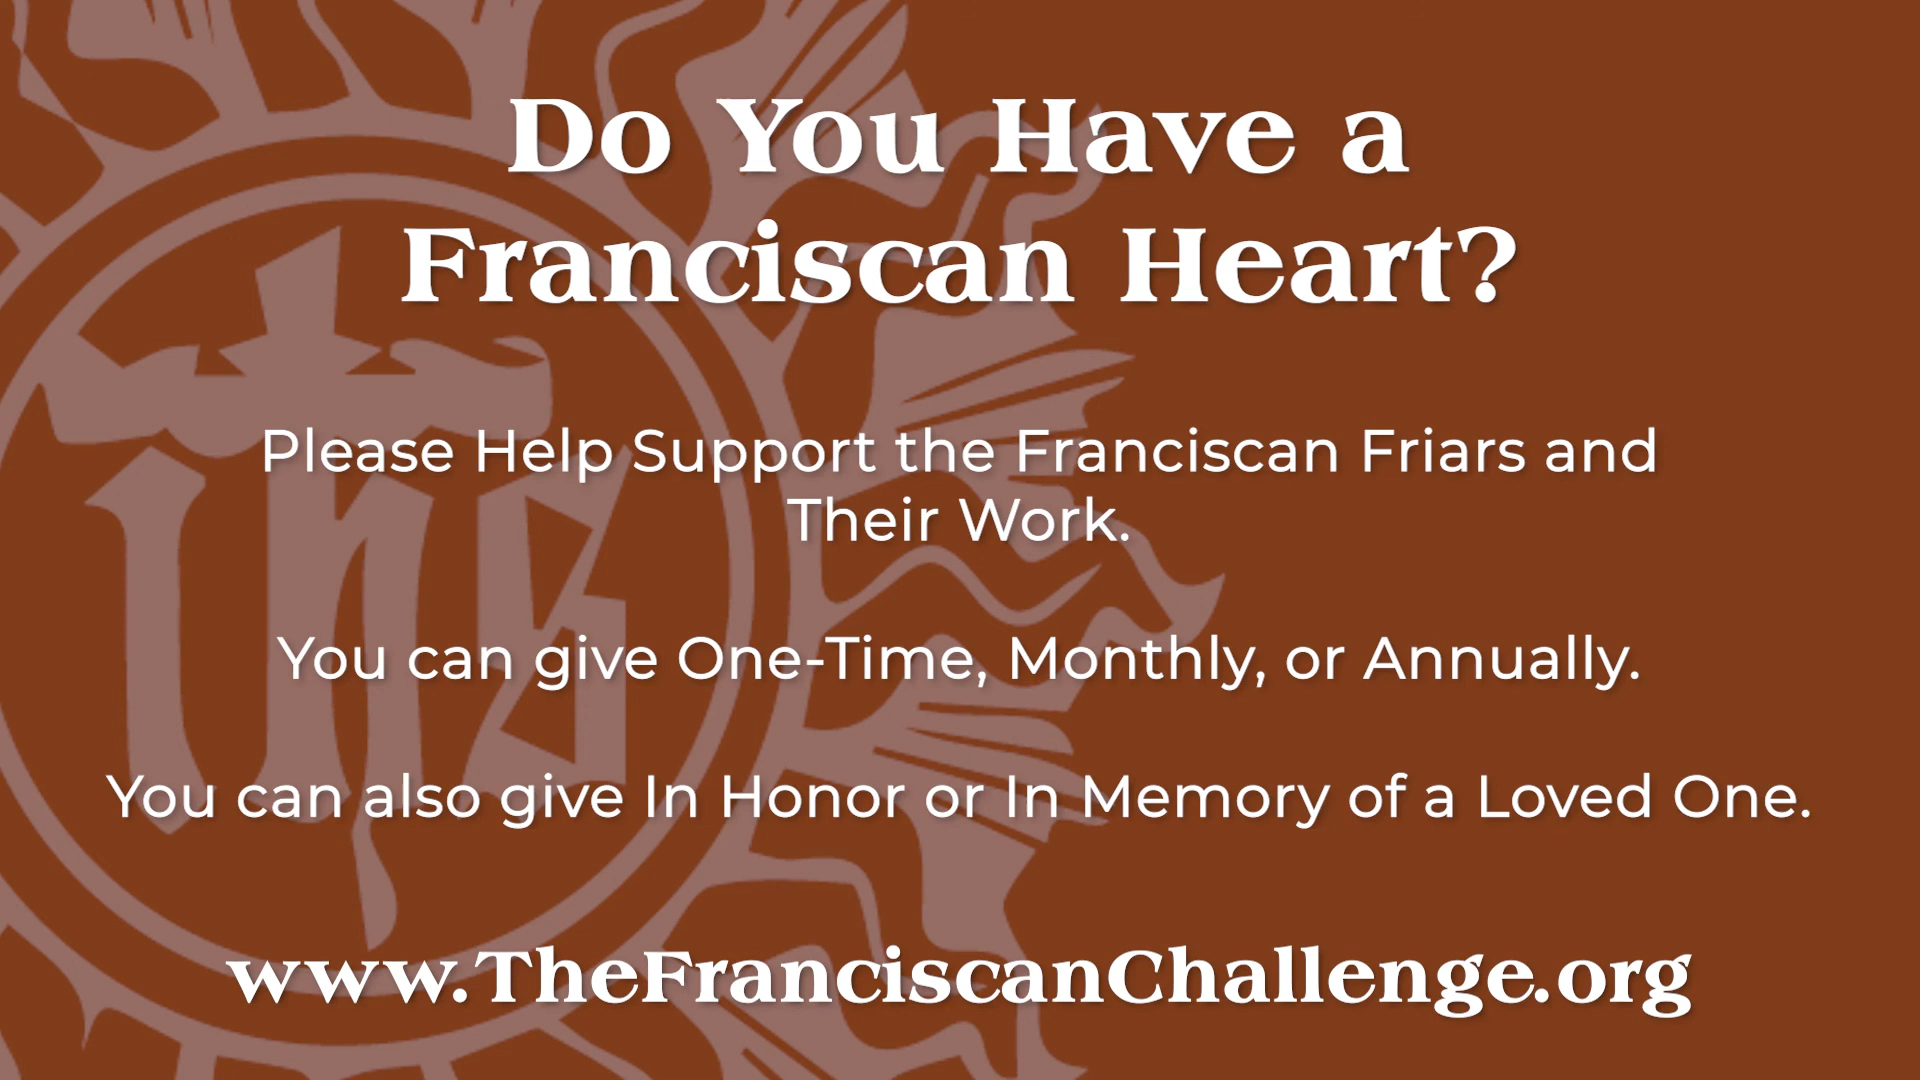 Do You Have a
Franciscan Heart?
Please Help Support the Franciscan Friars and
Their Work.
You can give One-Time, Monthly, or Annually.
You can also give In Honor or In Memory of a Loved One.
www.TheFranciscanChallenge.org
ihs